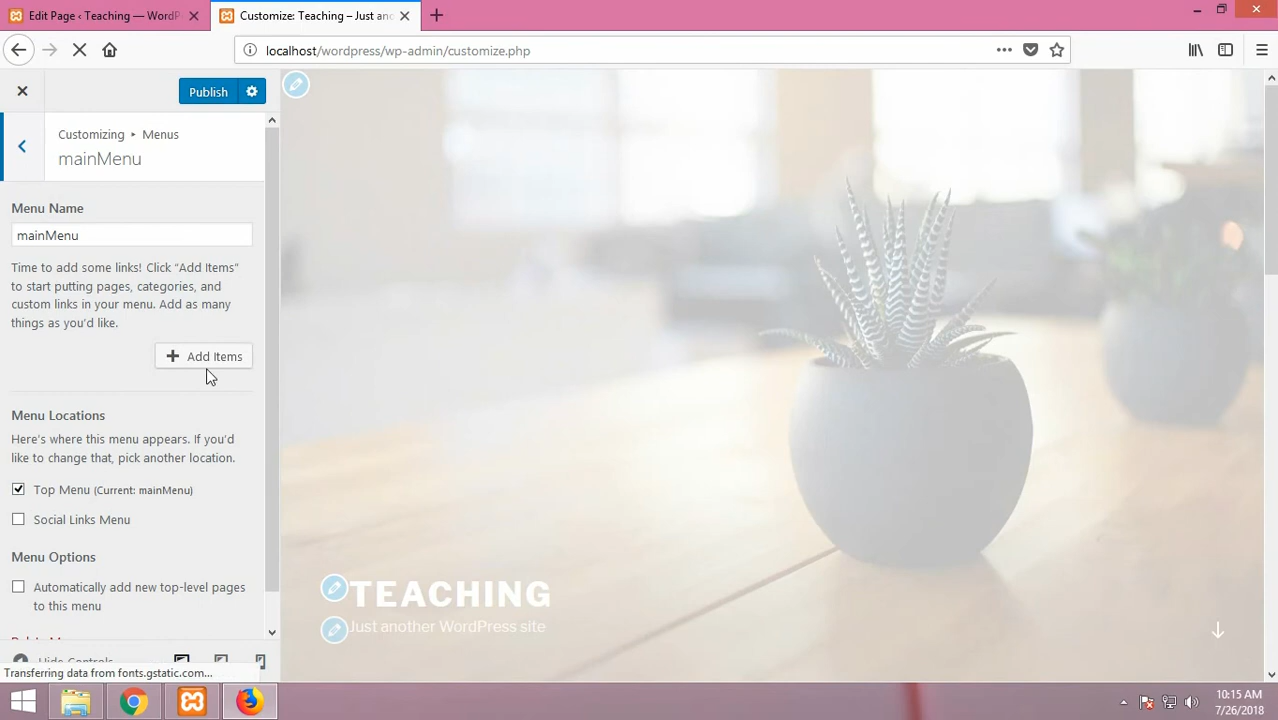 Edit Page ‹ Teaching — WordP
Customize: Teaching – Just an
localhost/wordpress/wp-admin/customize.php
Publish
Customizing ▸ Menus
mainMenu
Menu Name
mainMenu
Time to add some links! Click “Add Items”
to start putting pages, categories, and
custom links in your menu. Add as many
things as you'd like.
Add Items
Menu Locations
Here's where this menu appears. If you'd
like to change that, pick another location.
Top Menu (Current: mainMenu)
Social Links Menu
Menu Options
Automatically add new top-level pages
to this menu
Hide Controls
Transferring data from fonts.gstatic.com...
TEACHING
Just another WordPress site
10:15 AM
7/26/2018